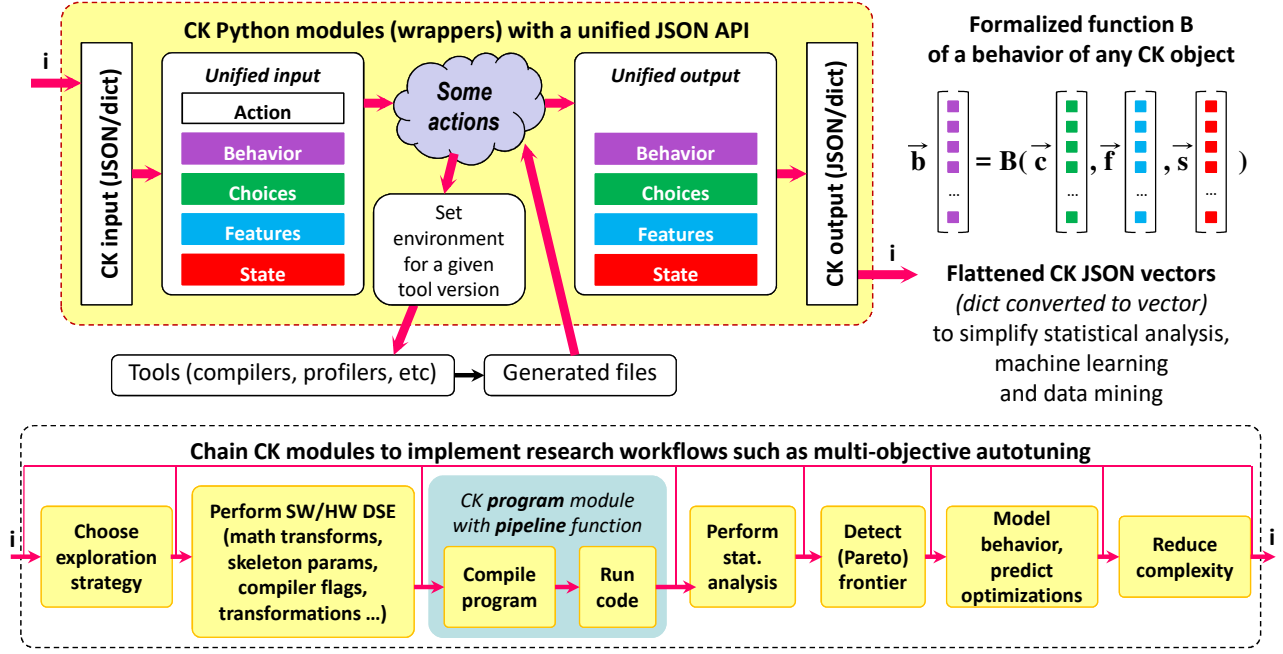 CK Python modules (wrappers) with a unified JSON API
i
CK input (JSON/dict)
Unified input
Action
Behavior
Choices
Features
State
Some
actions
Set
environment
for a given
tool version
Unified output
Behavior
Choices
Features
State
CK output (JSON/dict)
i
Tools (compilers, profilers, etc)
Generated files
Formalized function B
of a behavior of any CK object
b = B( c , f , s )
... ... ... ...
Flattened CK JSON vectors
(dict converted to vector)
to simplify statistical analysis,
machine learning
and data mining
Chain CK modules to implement research workflows such as multi-objective autotuning
i
Choose
exploration
strategy
Perform SW/HW DSE
(math transforms,
skeleton params,
compiler flags,
transformations ...)
CK program module
with pipeline function
Compile
program
Run
code
Perform
stat.
analysis
Detect
(Pareto)
frontier
Model
behavior,
predict
optimizations
Reduce
complexity
i